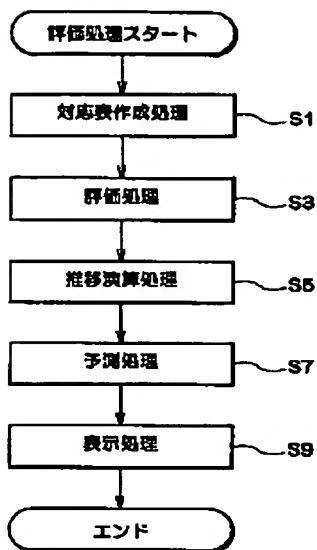 評価処理スタート
対応表作成処理
S1
評価処理
S3
推移演算処理
S5
予測処理
S7
表示処理
S9
エンド